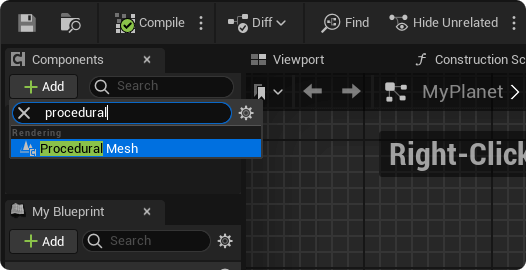 Compile Diff Find Hide Unrelated
Components Viewport Construction Sc
Add Search MyPlanet
procedural
Rendering
Procedural Mesh
Right-Click
My Blueprint
Add Search